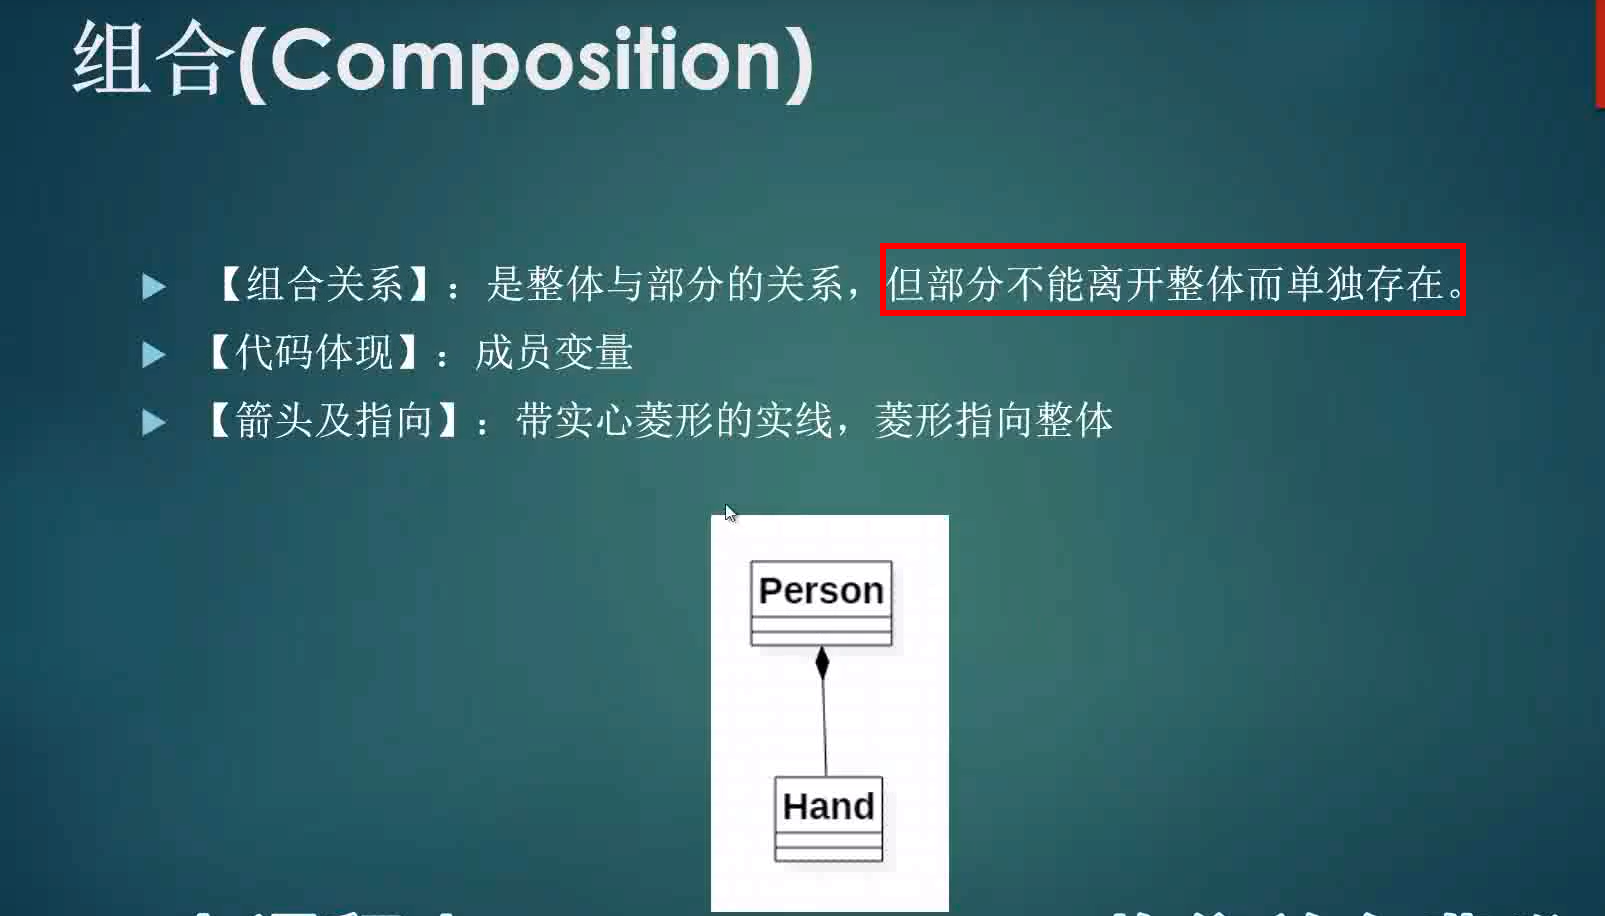 组合(Composition)
【组合关系】：是整体与部分的关系，但部分不能离开整体而单独存在。
【代码体现】：成员变量
【箭头及指向】：带实心菱形的实线，菱形指向整体
Person
Hand